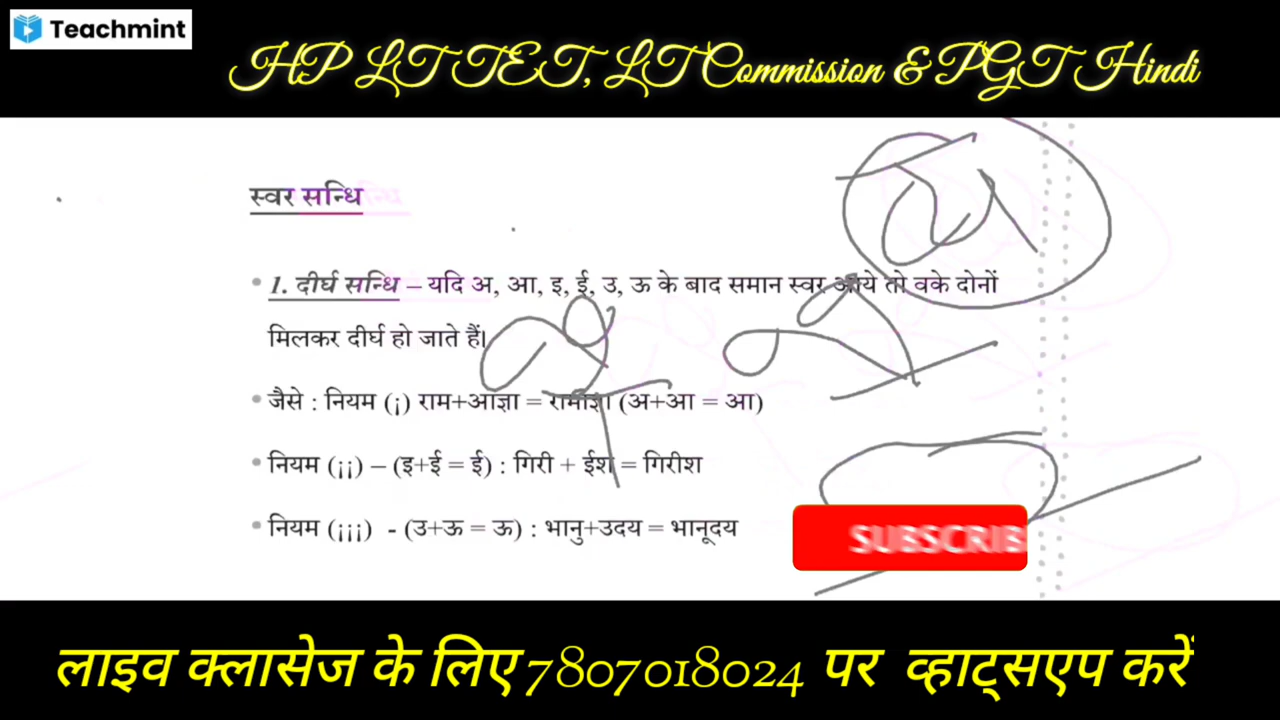 Teachmint
HP LT TET, LT Commission & PGT Hindi
स्वर सन्धि
• 1. दीर्घ सन्धि – यदि अ, आ, इ, ई, उ, ऊ के बाद समान स्वर आये तो वके दोनों
मिलकर दीर्घ हो जाते हैं।
• जैसे : नियम (¡) राम+आज्ञा = रामाज्ञा (अ+आ = आ)
• नियम (¡¡) – (इ+ई = ई) : गिरी + ईश = गिरीश
• नियम (¡¡¡) - (उ+ऊ = ऊ) : भानु+उदय = भानूदय
SUBSCRIB
लाइव क्लासेज के लिए 7807018024 पर व्हाट्सएप करें